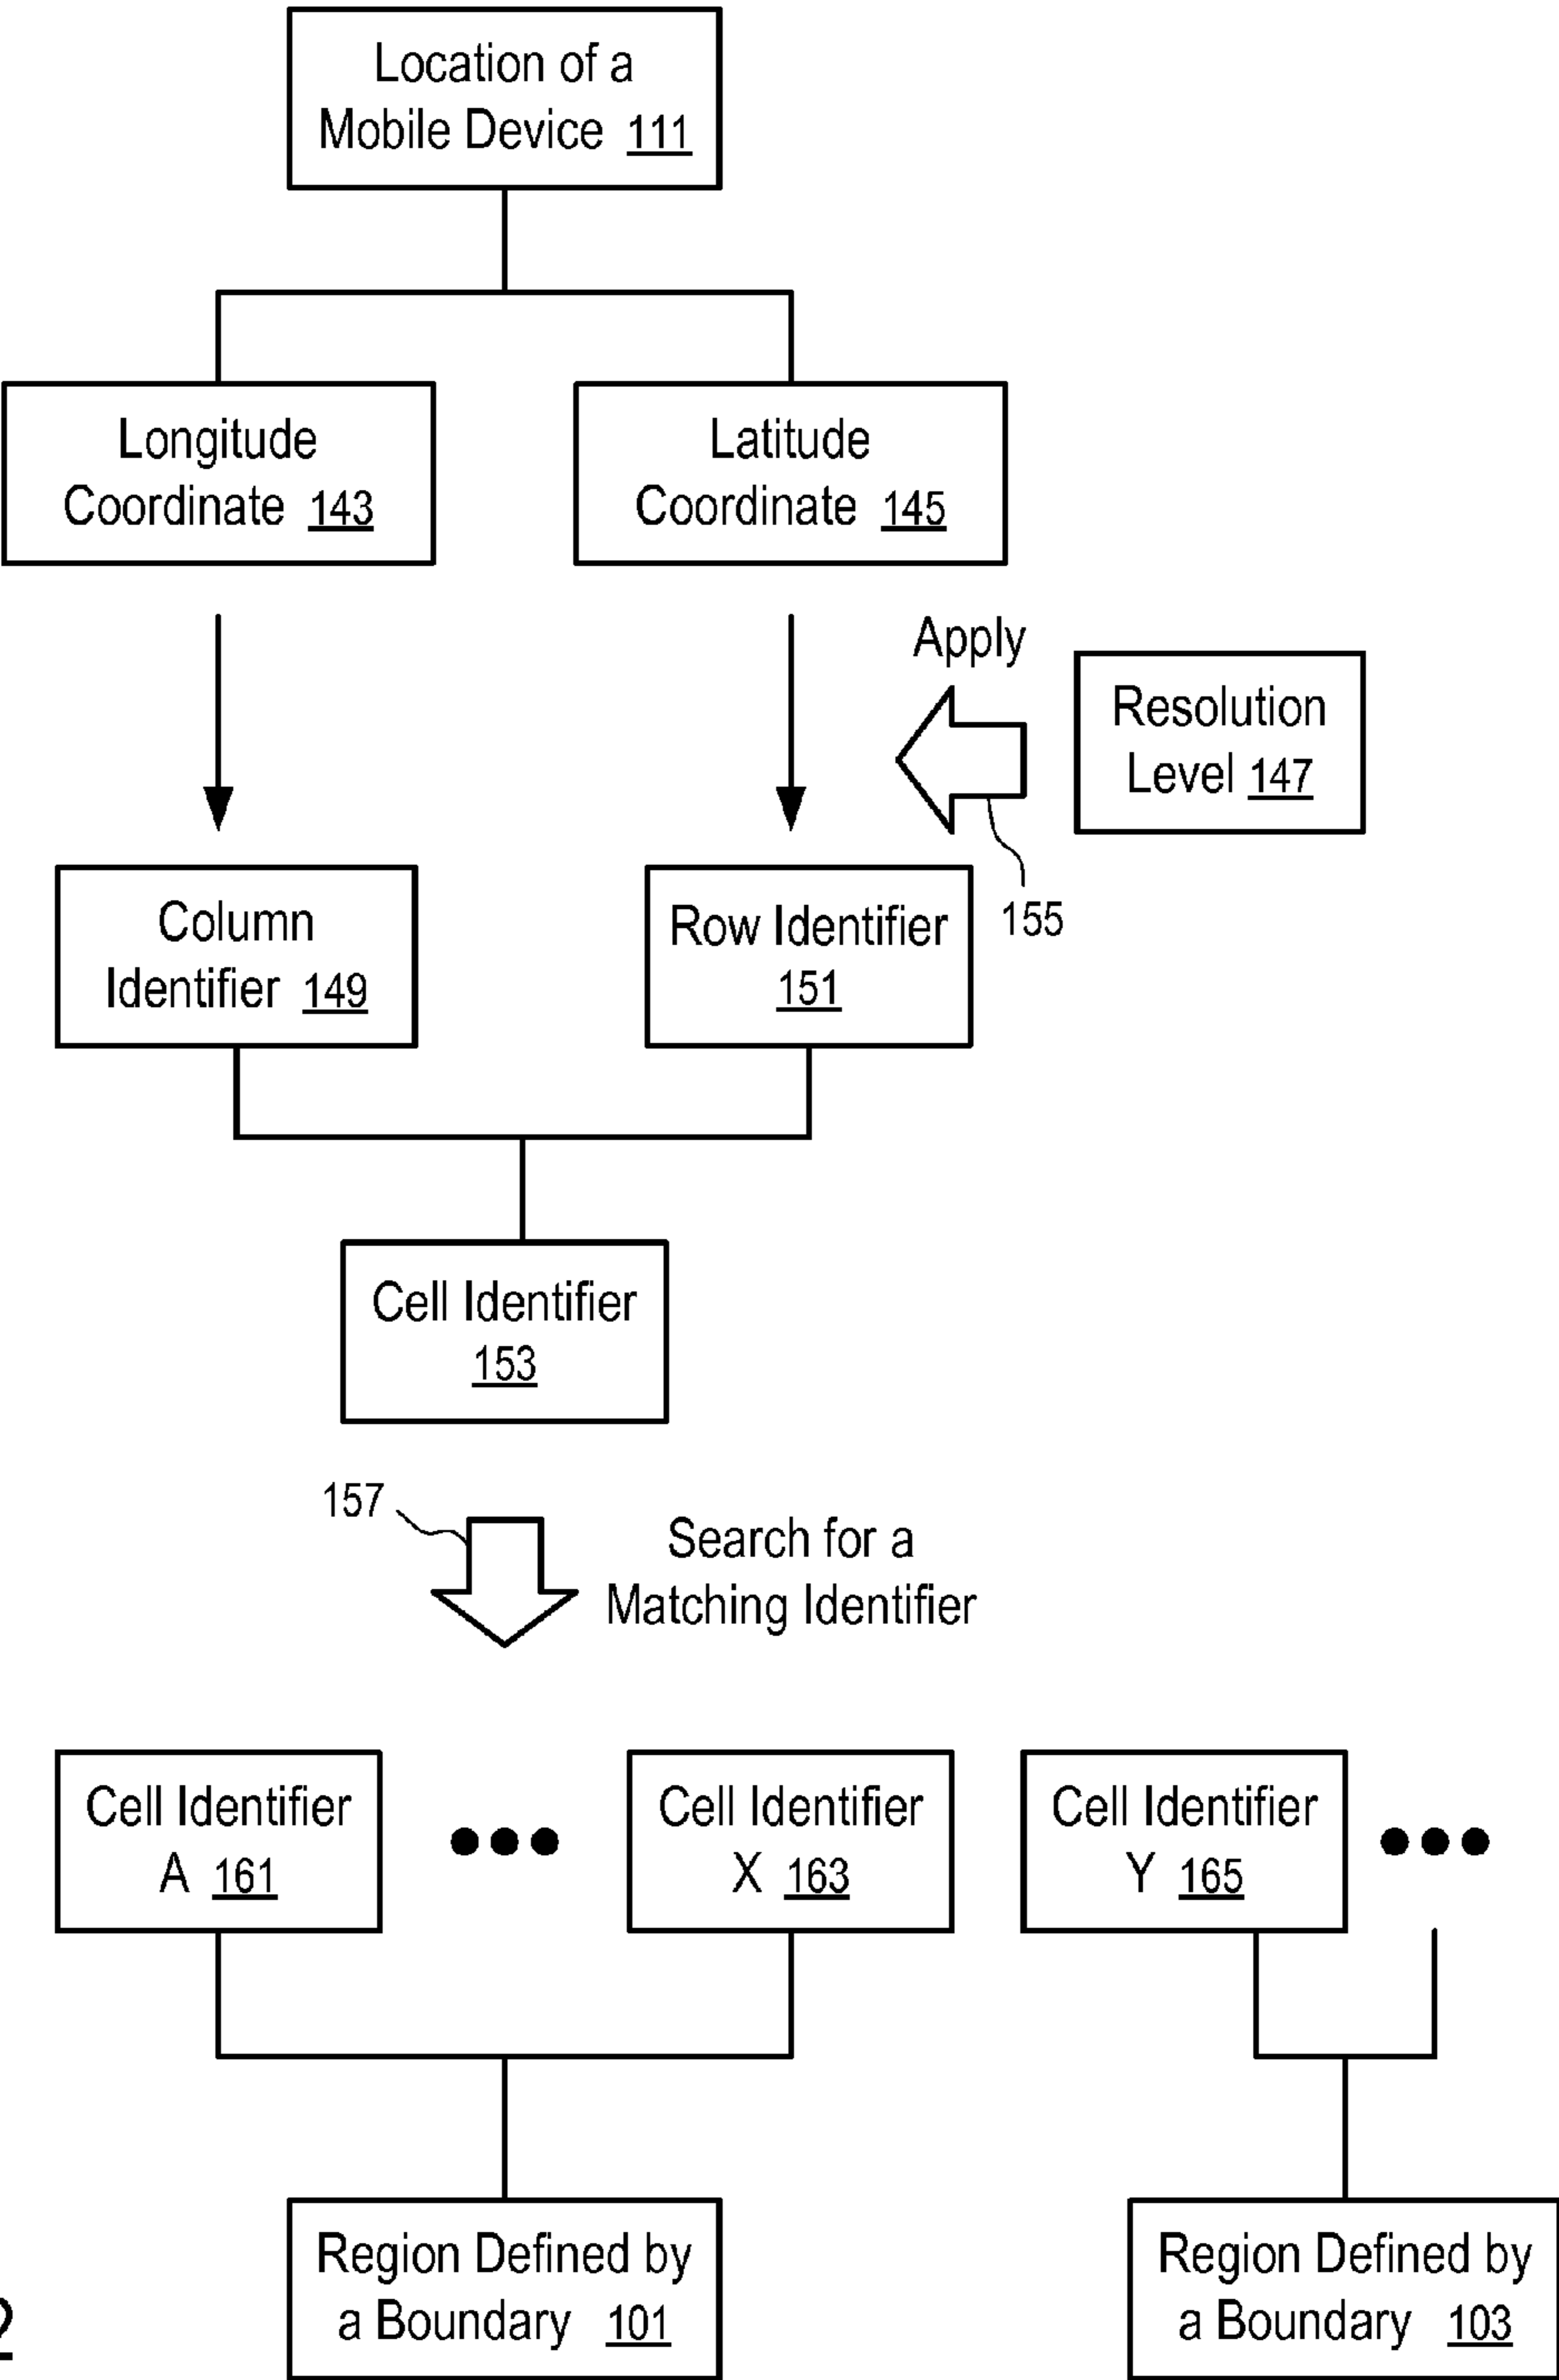 Location of a
Mobile Device 111
Longitude
Coordinate 143
Latitude
Coordinate 145
Apply
Resolution
Level 147
155
Column
Identifier 149
Row Identifier
151
Cell Identifier
153
157
Search for a
Matching Identifier
Cell Identifier
A 161
Cell Identifier
X 163
Cell Identifier
Y 165
Region Defined by
a Boundary 101
Region Defined by
a Boundary 103
2